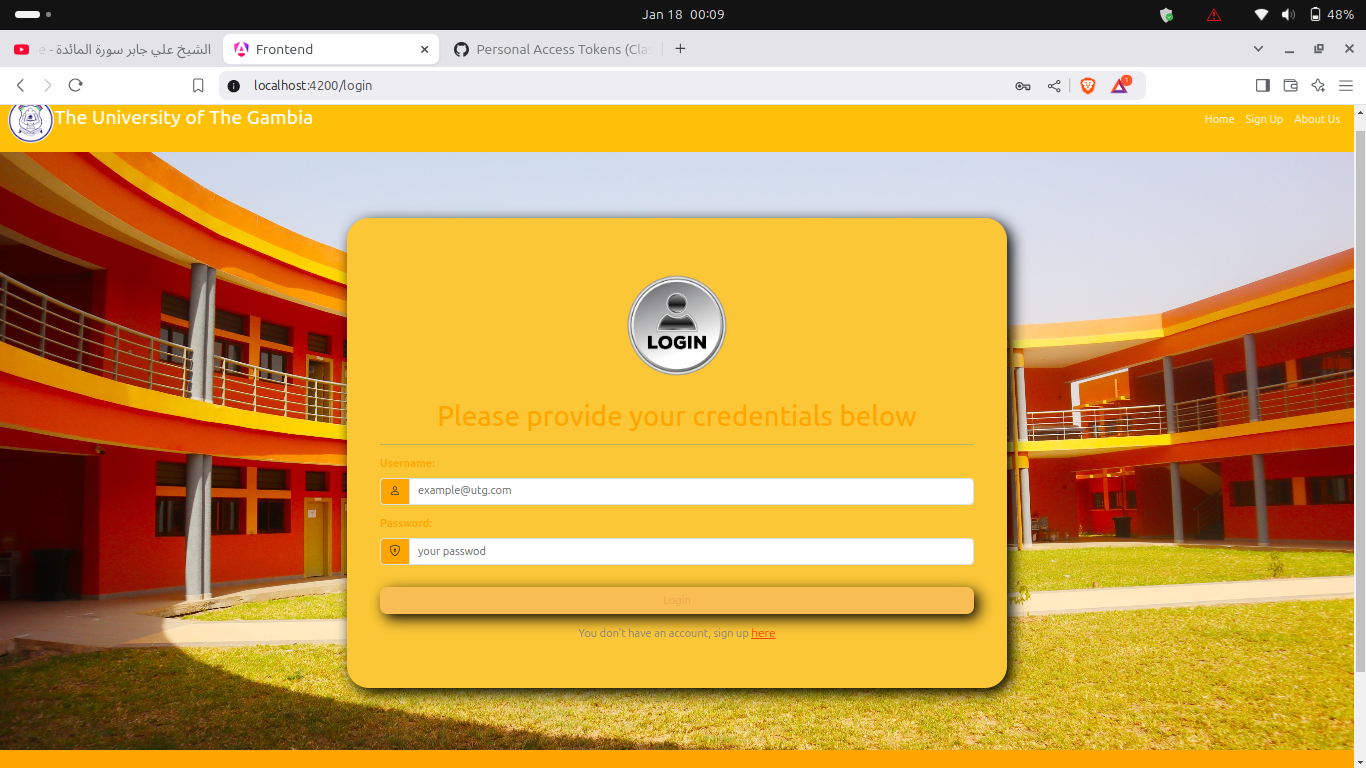 Jan 18 00:09
48%
الشيخ علي جابر سورة المائدة - e
Frontend
Personal Access Tokens (Clas
localhost:4200/login
1
The University of The Gambia
Home Sign Up About Us
LOGIN
Please provide your credentials below
Username:
example@utg.com
Password:
your passwod
Login
You don't have an account, sign up here